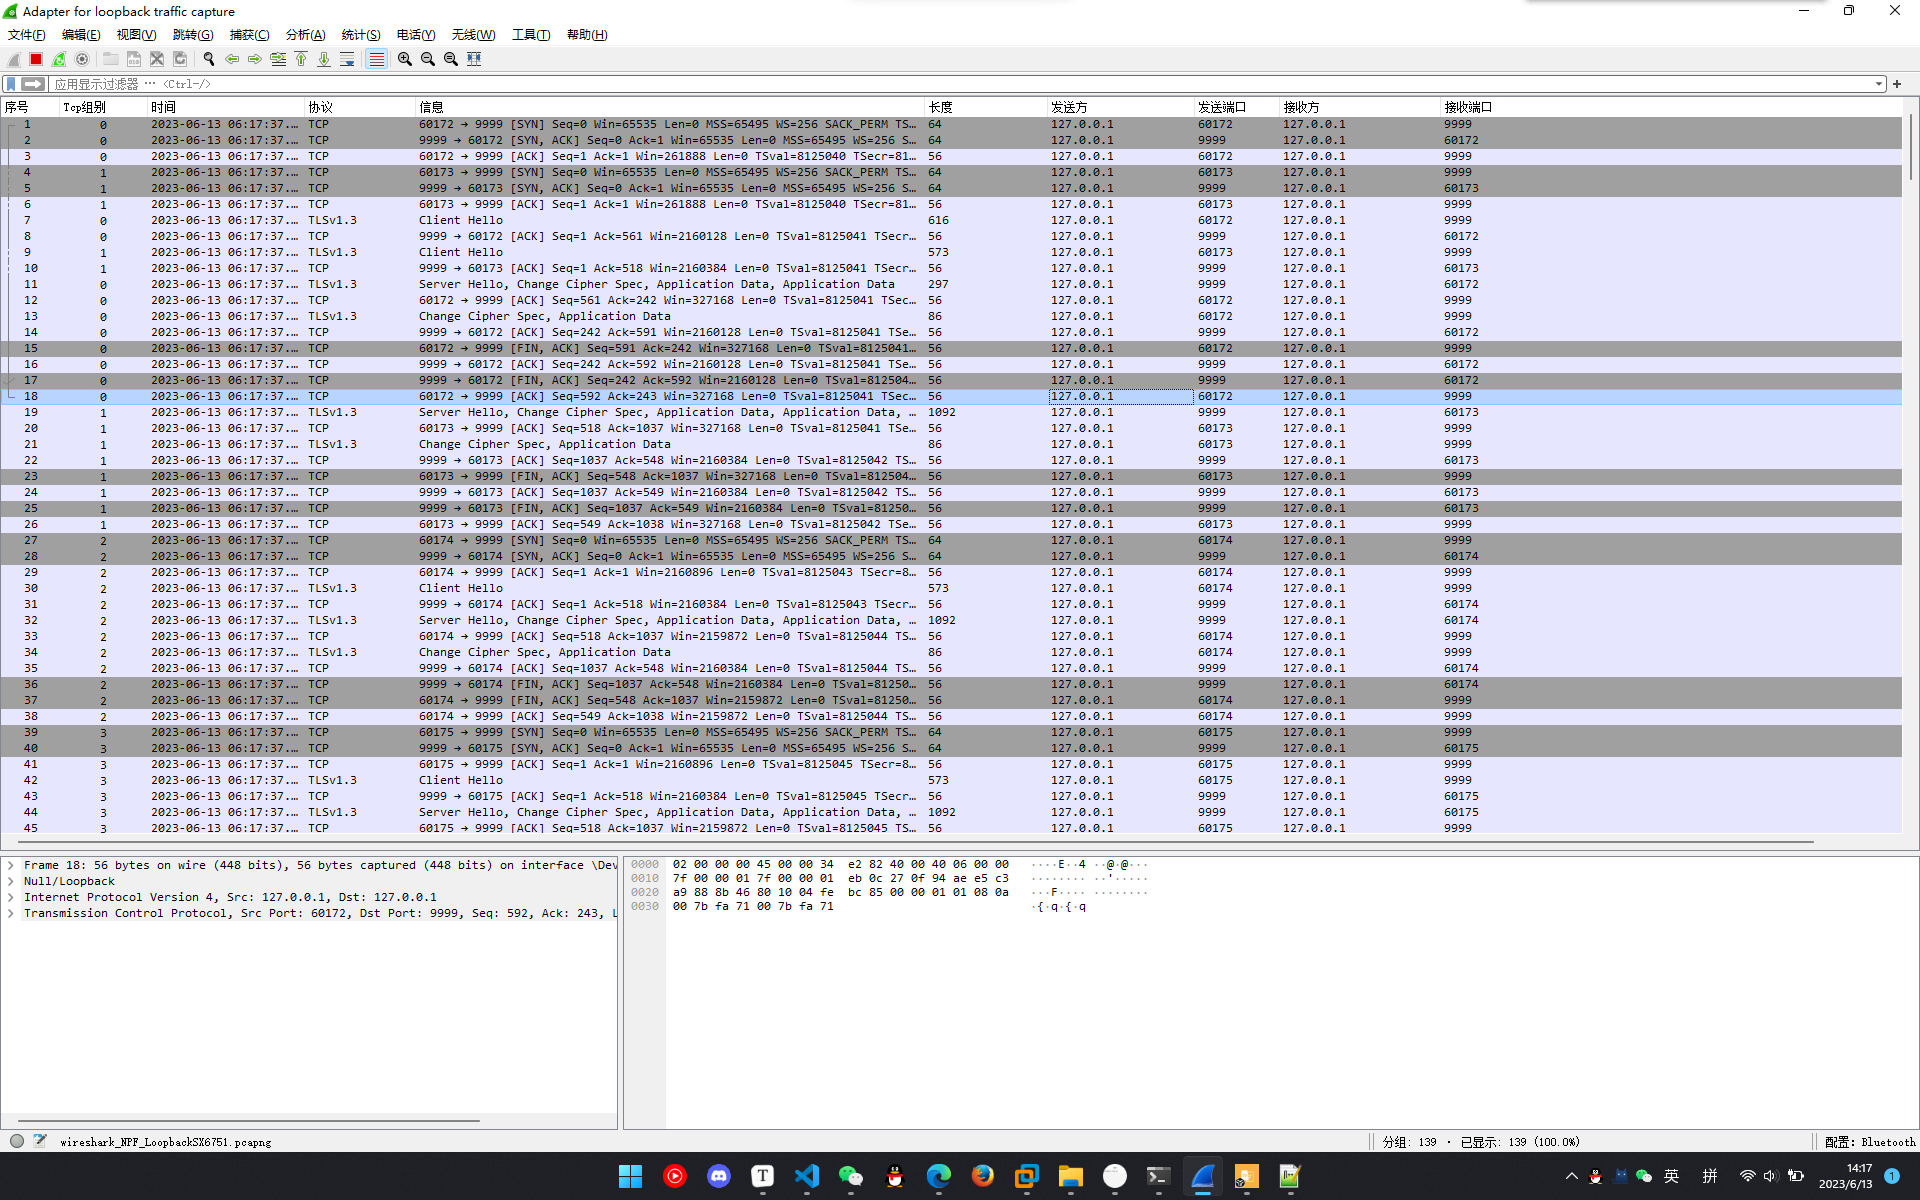 Adapter for loopback traffic capture
文件(F) 编辑(E) 视图(V) 跳转(G) 捕获(C) 分析(A) 统计(S) 电话(Y) 无线(W) 工具(T) 帮助(H)
应用显示过滤器 … <Ctrl-/>
序号 Tcp组别 时间 协议 信息 长度 发送方 发送端口 接收方 接收端口
1 0 2023-06-13 06:17:37.… TCP 60172 → 9999 [SYN] Seq=0 Win=65535 Len=0 MSS=65495 WS=256 SACK_PERM TS… 64 127.0.0.1 60172 127.0.0.1 9999
2 0 2023-06-13 06:17:37.… TCP 9999 → 60172 [SYN, ACK] Seq=0 Ack=1 Win=65535 Len=0 MSS=65495 WS=256 S… 64 127.0.0.1 9999 127.0.0.1 60172
3 0 2023-06-13 06:17:37.… TCP 60172 → 9999 [ACK] Seq=1 Ack=1 Win=261888 Len=0 TSval=8125040 TSecr=81… 56 127.0.0.1 60172 127.0.0.1 9999
4 1 2023-06-13 06:17:37.… TCP 60173 → 9999 [SYN] Seq=0 Win=65535 Len=0 MSS=65495 WS=256 SACK_PERM TS… 64 127.0.0.1 60173 127.0.0.1 9999
5 1 2023-06-13 06:17:37.… TCP 9999 → 60173 [SYN, ACK] Seq=0 Ack=1 Win=65535 Len=0 MSS=65495 WS=256 S… 64 127.0.0.1 9999 127.0.0.1 60173
6 1 2023-06-13 06:17:37.… TCP 60173 → 9999 [ACK] Seq=1 Ack=1 Win=261888 Len=0 TSval=8125040 TSecr=81… 56 127.0.0.1 60173 127.0.0.1 9999
7 0 2023-06-13 06:17:37.… TLSv1.3 Client Hello 616 127.0.0.1 60172 127.0.0.1 9999
8 0 2023-06-13 06:17:37.… TCP 9999 → 60172 [ACK] Seq=1 Ack=561 Win=2160128 Len=0 TSval=8125041 TSecr… 56 127.0.0.1 9999 127.0.0.1 60172
9 1 2023-06-13 06:17:37.… TLSv1.3 Client Hello 573 127.0.0.1 60173 127.0.0.1 9999
10 1 2023-06-13 06:17:37.… TCP 9999 → 60173 [ACK] Seq=1 Ack=518 Win=2160384 Len=0 TSval=8125041 TSecr… 56 127.0.0.1 9999 127.0.0.1 60173
11 0 2023-06-13 06:17:37.… TLSv1.3 Server Hello, Change Cipher Spec, Application Data, Application Data 297 127.0.0.1 9999 127.0.0.1 60172
12 0 2023-06-13 06:17:37.… TCP 60172 → 9999 [ACK] Seq=561 Ack=242 Win=327168 Len=0 TSval=8125041 TSec… 56 127.0.0.1 60172 127.0.0.1 9999
13 0 2023-06-13 06:17:37.… TLSv1.3 Change Cipher Spec, Application Data 86 127.0.0.1 60172 127.0.0.1 9999
14 0 2023-06-13 06:17:37.… TCP 9999 → 60172 [ACK] Seq=242 Ack=591 Win=2160128 Len=0 TSval=8125041 TSe… 56 127.0.0.1 9999 127.0.0.1 60172
15 0 2023-06-13 06:17:37.… TCP 60172 → 9999 [FIN, ACK] Seq=591 Ack=242 Win=327168 Len=0 TSval=8125041… 56 127.0.0.1 60172 127.0.0.1 9999
16 0 2023-06-13 06:17:37.… TCP 9999 → 60172 [ACK] Seq=242 Ack=592 Win=2160128 Len=0 TSval=8125041 TSe… 56 127.0.0.1 9999 127.0.0.1 60172
17 0 2023-06-13 06:17:37.… TCP 9999 → 60172 [FIN, ACK] Seq=242 Ack=592 Win=2160128 Len=0 TSval=812504… 56 127.0.0.1 9999 127.0.0.1 60172
18 0 2023-06-13 06:17:37.… TCP 60172 → 9999 [ACK] Seq=592 Ack=243 Win=327168 Len=0 TSval=8125041 TSec… 56 127.0.0.1 60172 127.0.0.1 9999
19 1 2023-06-13 06:17:37.… TLSv1.3 Server Hello, Change Cipher Spec, Application Data, Application Data, … 1092 127.0.0.1 9999 127.0.0.1 60173
20 1 2023-06-13 06:17:37.… TCP 60173 → 9999 [ACK] Seq=518 Ack=1037 Win=327168 Len=0 TSval=8125041 TSe… 56 127.0.0.1 60173 127.0.0.1 9999
21 1 2023-06-13 06:17:37.… TLSv1.3 Change Cipher Spec, Application Data 86 127.0.0.1 60173 127.0.0.1 9999
22 1 2023-06-13 06:17:37.… TCP 9999 → 60173 [ACK] Seq=1037 Ack=548 Win=2160384 Len=0 TSval=8125042 TS… 56 127.0.0.1 9999 127.0.0.1 60173
23 1 2023-06-13 06:17:37.… TCP 60173 → 9999 [FIN, ACK] Seq=548 Ack=1037 Win=327168 Len=0 TSval=812504… 56 127.0.0.1 60173 127.0.0.1 9999
24 1 2023-06-13 06:17:37.… TCP 9999 → 60173 [ACK] Seq=1037 Ack=549 Win=2160384 Len=0 TSval=8125042 TS… 56 127.0.0.1 9999 127.0.0.1 60173
25 1 2023-06-13 06:17:37.… TCP 9999 → 60173 [FIN, ACK] Seq=1037 Ack=549 Win=2160384 Len=0 TSval=81250… 56 127.0.0.1 9999 127.0.0.1 60173
26 1 2023-06-13 06:17:37.… TCP 60173 → 9999 [ACK] Seq=549 Ack=1038 Win=327168 Len=0 TSval=8125042 TSe… 56 127.0.0.1 60173 127.0.0.1 9999
27 2 2023-06-13 06:17:37.… TCP 60174 → 9999 [SYN] Seq=0 Win=65535 Len=0 MSS=65495 WS=256 SACK_PERM TS… 64 127.0.0.1 60174 127.0.0.1 9999
28 2 2023-06-13 06:17:37.… TCP 9999 → 60174 [SYN, ACK] Seq=0 Ack=1 Win=65535 Len=0 MSS=65495 WS=256 S… 64 127.0.0.1 9999 127.0.0.1 60174
29 2 2023-06-13 06:17:37.… TCP 60174 → 9999 [ACK] Seq=1 Ack=1 Win=2160896 Len=0 TSval=8125043 TSecr=8… 56 127.0.0.1 60174 127.0.0.1 9999
30 2 2023-06-13 06:17:37.… TLSv1.3 Client Hello 573 127.0.0.1 60174 127.0.0.1 9999
31 2 2023-06-13 06:17:37.… TCP 9999 → 60174 [ACK] Seq=1 Ack=518 Win=2160384 Len=0 TSval=8125043 TSecr… 56 127.0.0.1 9999 127.0.0.1 60174
32 2 2023-06-13 06:17:37.… TLSv1.3 Server Hello, Change Cipher Spec, Application Data, Application Data, … 1092 127.0.0.1 9999 127.0.0.1 60174
33 2 2023-06-13 06:17:37.… TCP 60174 → 9999 [ACK] Seq=518 Ack=1037 Win=2159872 Len=0 TSval=8125044 TS… 56 127.0.0.1 60174 127.0.0.1 9999
34 2 2023-06-13 06:17:37.… TLSv1.3 Change Cipher Spec, Application Data 86 127.0.0.1 60174 127.0.0.1 9999
35 2 2023-06-13 06:17:37.… TCP 9999 → 60174 [ACK] Seq=1037 Ack=548 Win=2160384 Len=0 TSval=8125044 TS… 56 127.0.0.1 9999 127.0.0.1 60174
36 2 2023-06-13 06:17:37.… TCP 9999 → 60174 [FIN, ACK] Seq=1037 Ack=548 Win=2160384 Len=0 TSval=81250… 56 127.0.0.1 9999 127.0.0.1 60174
37 2 2023-06-13 06:17:37.… TCP 60174 → 9999 [FIN, ACK] Seq=548 Ack=1037 Win=2159872 Len=0 TSval=81250… 56 127.0.0.1 60174 127.0.0.1 9999
38 2 2023-06-13 06:17:37.… TCP 60174 → 9999 [ACK] Seq=549 Ack=1038 Win=2159872 Len=0 TSval=8125044 TS… 56 127.0.0.1 60174 127.0.0.1 9999
39 3 2023-06-13 06:17:37.… TCP 60175 → 9999 [SYN] Seq=0 Win=65535 Len=0 MSS=65495 WS=256 SACK_PERM TS… 64 127.0.0.1 60175 127.0.0.1 9999
40 3 2023-06-13 06:17:37.… TCP 9999 → 60175 [SYN, ACK] Seq=0 Ack=1 Win=65535 Len=0 MSS=65495 WS=256 S… 64 127.0.0.1 9999 127.0.0.1 60175
41 3 2023-06-13 06:17:37.… TCP 60175 → 9999 [ACK] Seq=1 Ack=1 Win=2160896 Len=0 TSval=8125045 TSecr=8… 56 127.0.0.1 60175 127.0.0.1 9999
42 3 2023-06-13 06:17:37.… TLSv1.3 Client Hello 573 127.0.0.1 60175 127.0.0.1 9999
43 3 2023-06-13 06:17:37.… TCP 9999 → 60175 [ACK] Seq=1 Ack=518 Win=2160384 Len=0 TSval=8125045 TSecr… 56 127.0.0.1 9999 127.0.0.1 60175
44 3 2023-06-13 06:17:37.… TLSv1.3 Server Hello, Change Cipher Spec, Application Data, Application Data, … 1092 127.0.0.1 9999 127.0.0.1 60175
45 3 2023-06-13 06:17:37.… TCP 60175 → 9999 [ACK] Seq=518 Ack=1037 Win=2159872 Len=0 TSval=8125045 TS… 56 127.0.0.1 60175 127.0.0.1 9999
Frame 18: 56 bytes on wire (448 bits), 56 bytes captured (448 bits) on interface \Dev
Null/Loopback
Internet Protocol Version 4, Src: 127.0.0.1, Dst: 127.0.0.1
Transmission Control Protocol, Src Port: 60172, Dst Port: 9999, Seq: 592, Ack: 243, L
0000 02 00 00 00 45 00 00 34 e2 82 40 00 40 06 00 00 ····E··4 ··@·@···
0010 7f 00 00 01 7f 00 00 01 eb 0c 27 0f 94 ae e5 c3 ········ ··'·····
0020 a9 88 8b 46 80 10 04 fe bc 85 00 00 01 01 08 0a ···F···· ········
0030 00 7b fa 71 00 7b fa 71 ·{·q·{·q
wireshark_NPF_LoopbackSX6751.pcapng
分组: 139 · 已显示: 139 (100.0%)
配置: Bluetooth
T
英 拼
14:17
2023/6/13
1